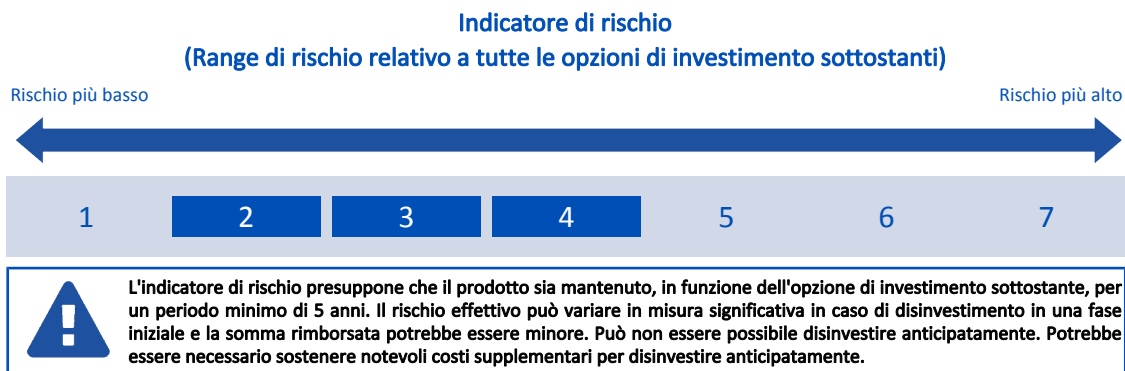 Indicatore di rischio
(Range di rischio relativo a tutte le opzioni di investimento sottostanti)
Rischio più basso Rischio più alto
1 2 3 4 5 6 7
L'indicatore di rischio presuppone che il prodotto sia mantenuto, in funzione dell'opzione di investimento sottostante, per
un periodo minimo di 5 anni. Il rischio effettivo può variare in misura significativa in caso di disinvestimento in una fase
iniziale e la somma rimborsata potrebbe essere minore. Può non essere possibile disinvestire anticipatamente. Potrebbe
essere necessario sostenere notevoli costi supplementari per disinvestire anticipatamente.